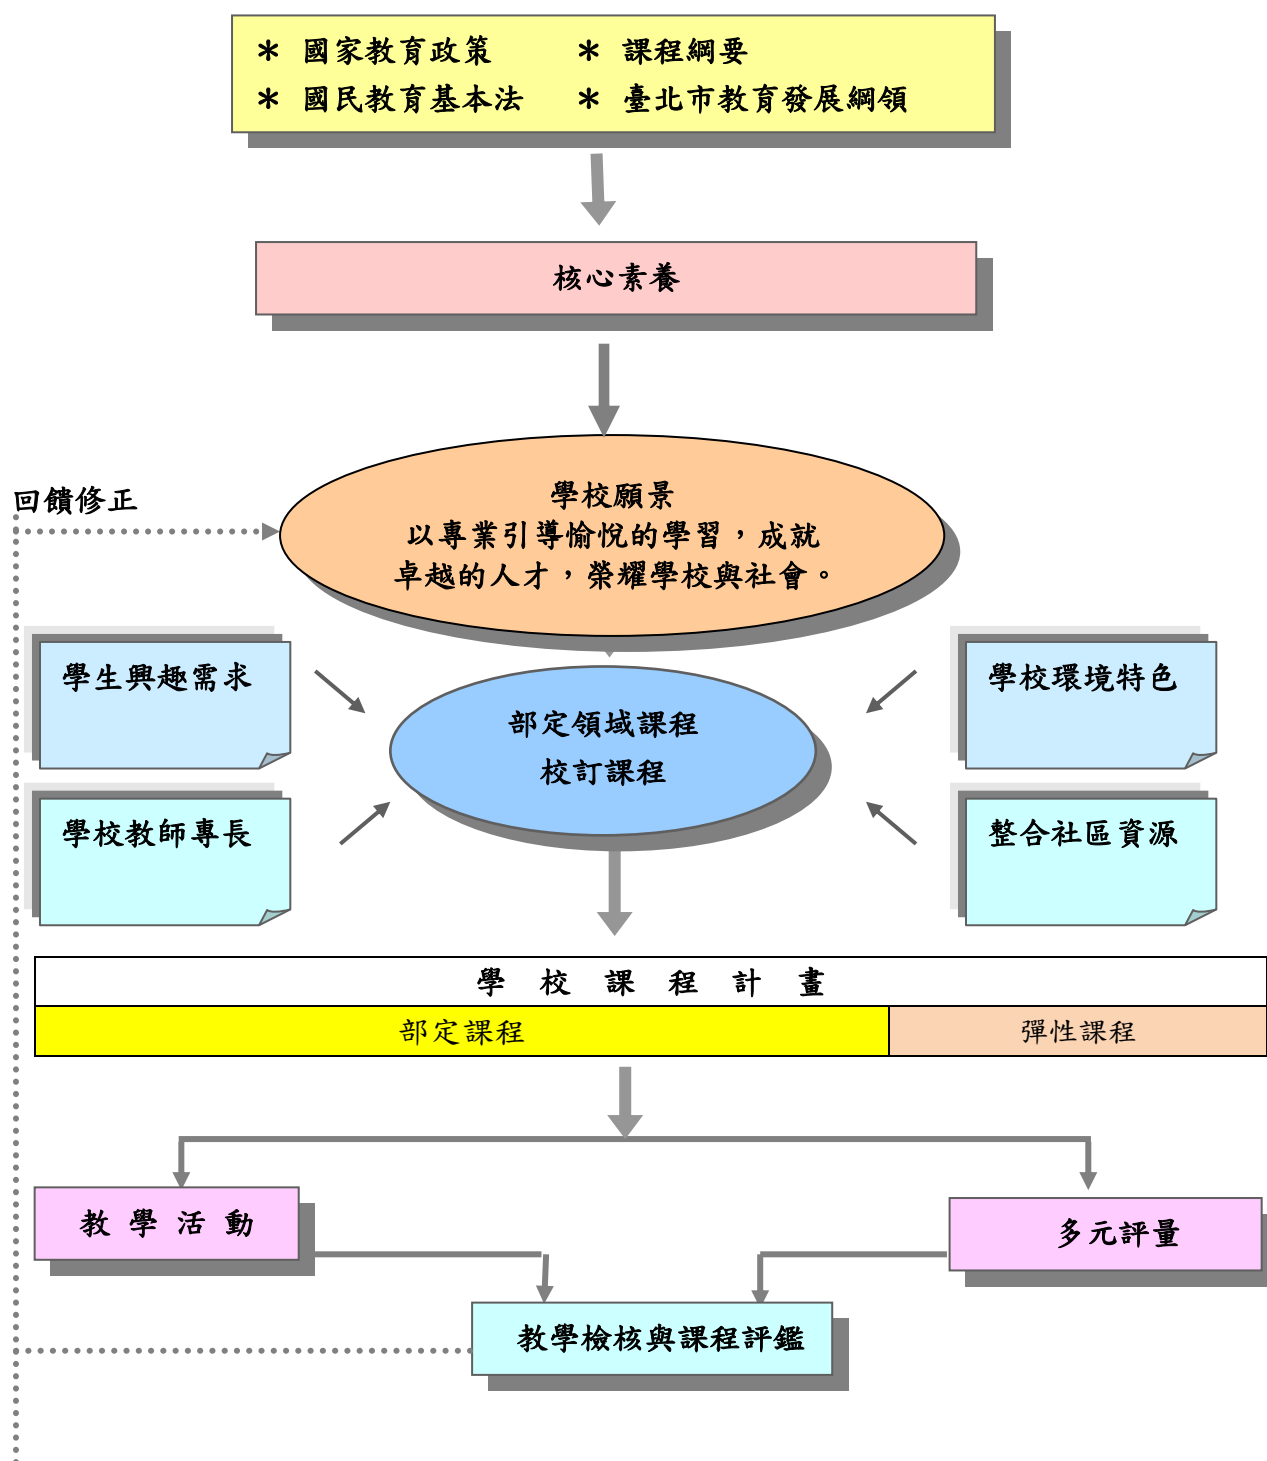 ＊ 國家教育政策 ＊ 課程綱要
＊ 國民教育基本法 ＊ 臺北市教育發展綱領
核心素養
回饋修正
學校願景
以專業引導愉悅的學習，成就
卓越的人才，榮耀學校與社會。
學生興趣需求
學校環境特色
部定領域課程
校訂課程
學校教師專長
整合社區資源
學 校 課 程 計 畫
部定課程
彈性課程
教 學 活 動
多元評量
教學檢核與課程評鑑